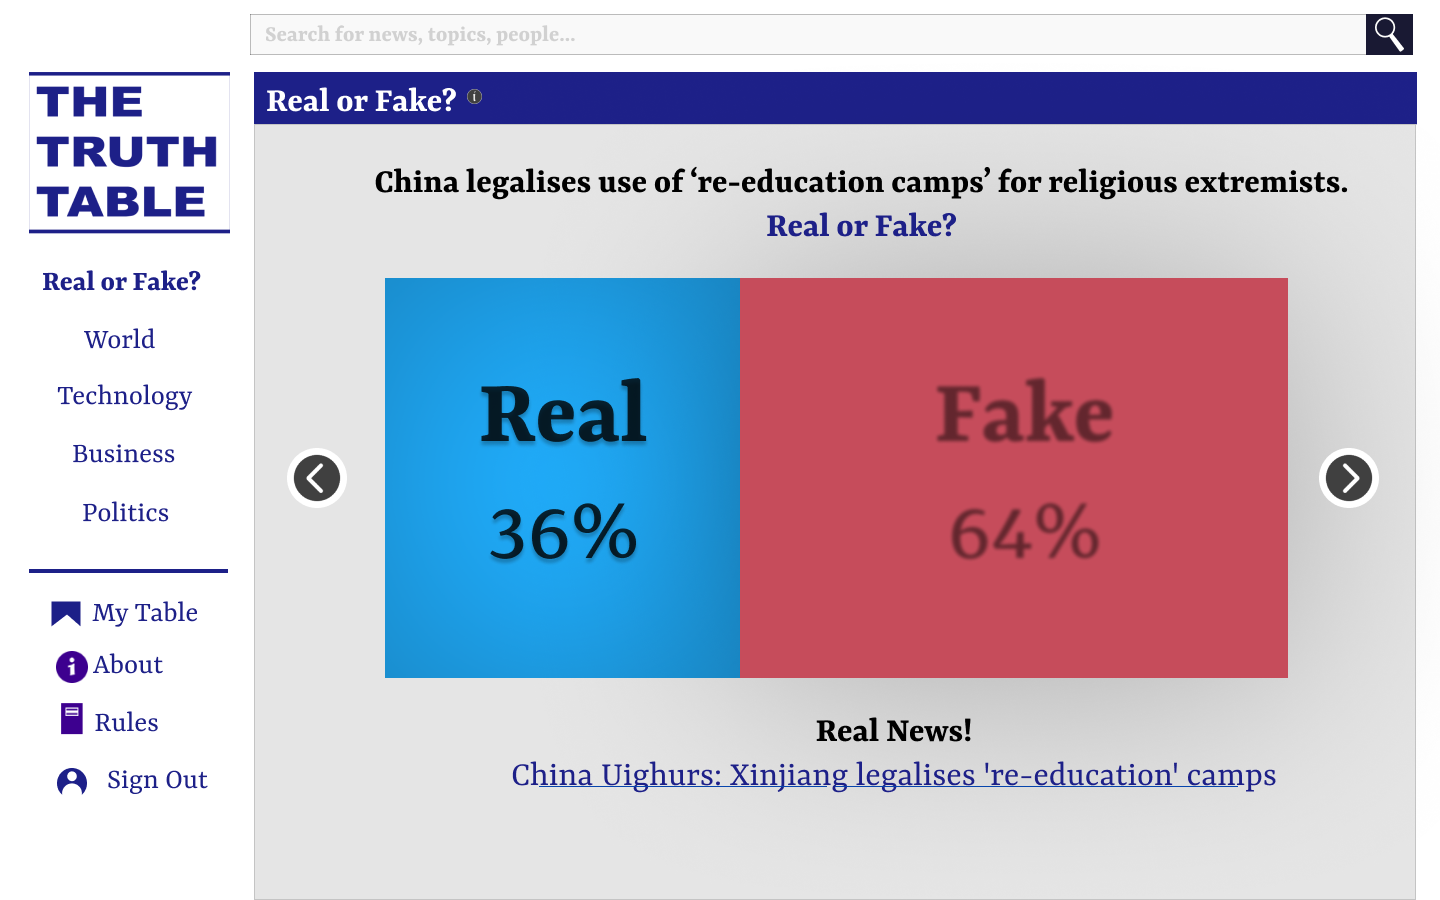 Search for news, topics, people...
THE
TRUTH
TABLE
Real or Fake?
World
Technology
Business
Politics
My Table
About
Rules
Sign Out
Real or Fake?
China legalises use of ‘re-education camps’ for religious extremists.
Real or Fake?
Real
36%
Fake
64%
Real News!
China Uighurs: Xinjiang legalises 're-education' camps